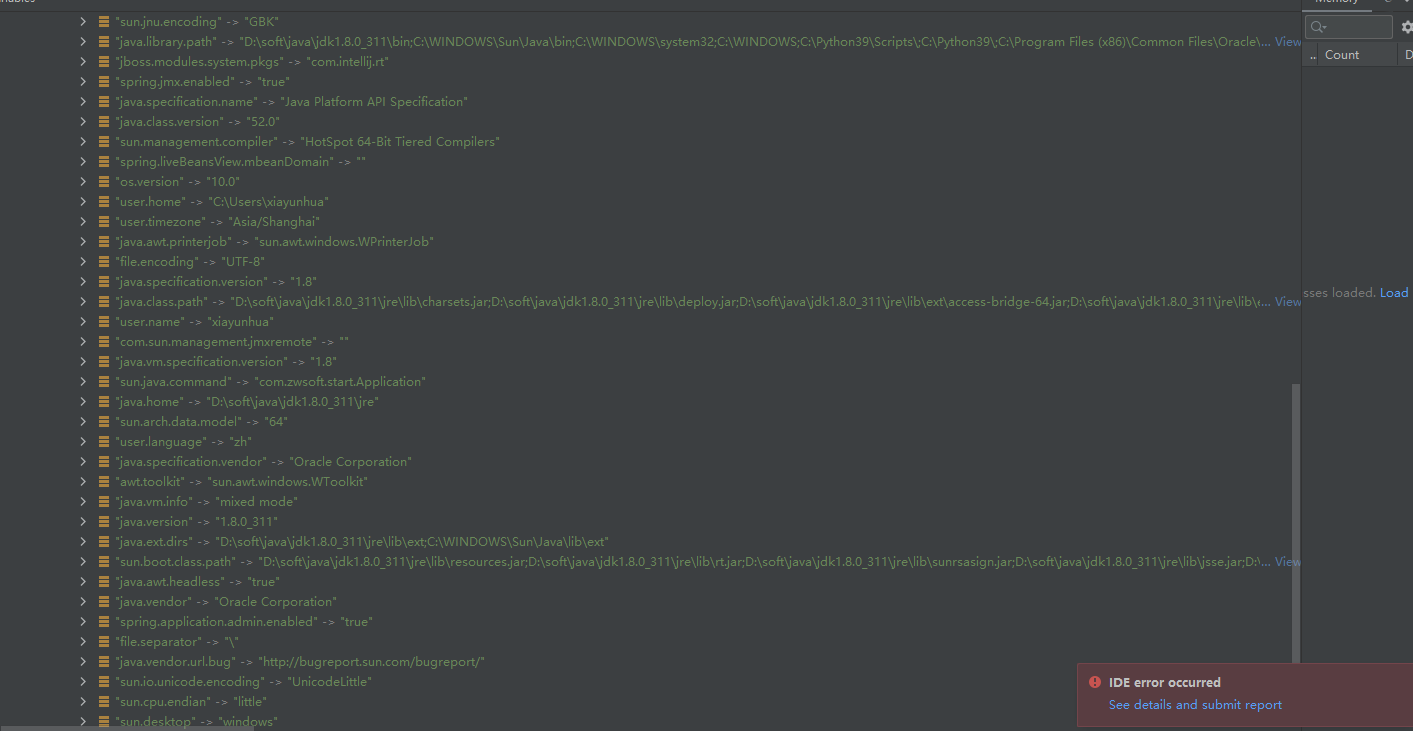 "sun.jnu.encoding" -> "GBK"
"java.library.path" -> "D:\soft\java\jdk1.8.0_311\bin;C:\WINDOWS\Sun\Java\bin;C:\WINDOWS\system32;C:\WINDOWS;C:\Python39\Scripts\;C:\Python39\;C:\Program Files (x86)\Common Files\Oracle\... View
"jboss.modules.system.pkgs" -> "com.intellij.rt"
"spring.jmx.enabled" -> "true"
"java.specification.name" -> "Java Platform API Specification"
"java.class.version" -> "52.0"
"sun.management.compiler" -> "HotSpot 64-Bit Tiered Compilers"
"spring.liveBeansView.mbeanDomain" -> ""
"os.version" -> "10.0"
"user.home" -> "C:\Users\xiayunhua"
"user.timezone" -> "Asia/Shanghai"
"java.awt.printerjob" -> "sun.awt.windows.WPrinterJob"
"file.encoding" -> "UTF-8"
"java.specification.version" -> "1.8"
"java.class.path" -> "D:\soft\java\jdk1.8.0_311\jre\lib\charsets.jar;D:\soft\java\jdk1.8.0_311\jre\lib\deploy.jar;D:\soft\java\jdk1.8.0_311\jre\lib\ext\access-bridge-64.jar;D:\soft\java\jdk1.8.0_311\jre\lib\... View
"user.name" -> "xiayunhua"
"com.sun.management.jmxremote" -> ""
"java.vm.specification.version" -> "1.8"
"sun.java.command" -> "com.zwsoft.start.Application"
"java.home" -> "D:\soft\java\jdk1.8.0_311\jre"
"sun.arch.data.model" -> "64"
"user.language" -> "zh"
"java.specification.vendor" -> "Oracle Corporation"
"awt.toolkit" -> "sun.awt.windows.WToolkit"
"java.vm.info" -> "mixed mode"
"java.version" -> "1.8.0_311"
"java.ext.dirs" -> "D:\soft\java\jdk1.8.0_311\jre\lib\ext;C:\WINDOWS\Sun\Java\lib\ext"
"sun.boot.class.path" -> "D:\soft\java\jdk1.8.0_311\jre\lib\resources.jar;D:\soft\java\jdk1.8.0_311\jre\lib\rt.jar;D:\soft\java\jdk1.8.0_311\jre\lib\sunrsasign.jar;D:\soft\java\jdk1.8.0_311\jre\lib\jsse.jar;D:\... View
"java.awt.headless" -> "true"
"java.vendor" -> "Oracle Corporation"
"spring.application.admin.enabled" -> "true"
"file.separator" -> "\"
"java.vendor.url.bug" -> "http://bugreport.sun.com/bugreport/"
"sun.io.unicode.encoding" -> "UnicodeLittle"
"sun.cpu.endian" -> "little"
"sun.desktop" -> "windows"
Memory
.. Count D
sses loaded. Load
IDE error occurred
See details and submit report